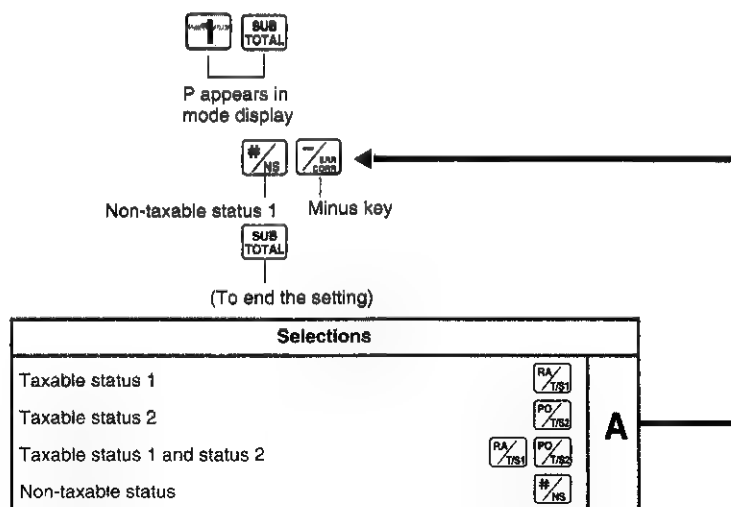 1 SUB TOTAL
P appears in
mode display
#/NS −/ERR CORR
Non-taxable status 1 Minus key
SUB TOTAL
(To end the setting)
Selections
Taxable status 1 RA/T/S1
Taxable status 2 PO/T/S2
Taxable status 1 and status 2 RA/T/S1 PO/T/S2
Non-taxable status #/NS
A